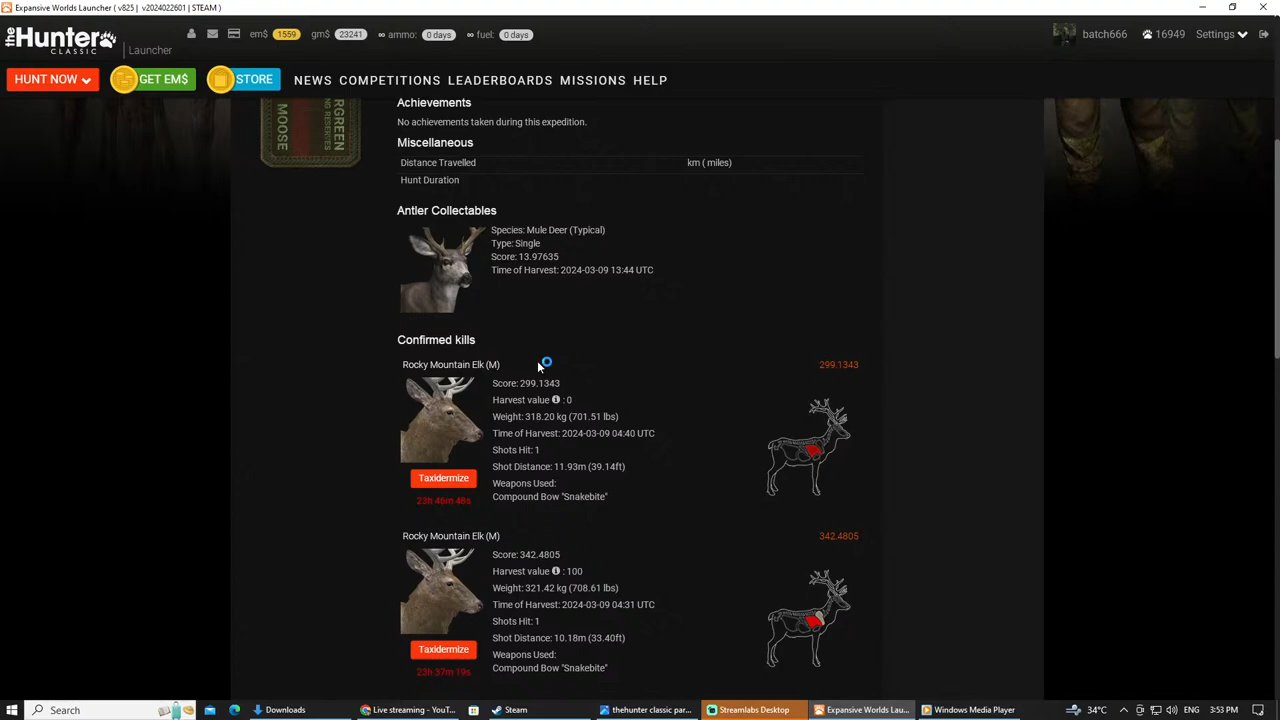 Expansive Worlds Launcher ( v825 | v2024022601 | STEAM )
theHunter CLASSIC | Launcher
em$ 1559 gm$ 23241 ∞ ammo: 0 days ∞ fuel: 0 days
batch666 16949 Settings
HUNT NOW GET EM$ STORE NEWS COMPETITIONS LEADERBOARDS MISSIONS HELP
MOOSE
Achievements
No achievements taken during this expedition.
Miscellaneous
Distance Travelled km ( miles)
Hunt Duration
Antler Collectables
Species: Mule Deer (Typical)
Type: Single
Score: 13.97635
Time of Harvest: 2024-03-09 13:44 UTC
Confirmed kills
Rocky Mountain Elk (M) 299.1343
Score: 299.1343
Harvest value : 0
Weight: 318.20 kg (701.51 lbs)
Time of Harvest: 2024-03-09 04:40 UTC
Shots Hit: 1
Shot Distance: 11.93m (39.14ft)
Weapons Used:
Compound Bow "Snakebite"
Taxidermize
23h 46m 48s
Rocky Mountain Elk (M) 342.4805
Score: 342.4805
Harvest value : 100
Weight: 321.42 kg (708.61 lbs)
Time of Harvest: 2024-03-09 04:31 UTC
Shots Hit: 1
Shot Distance: 10.18m (33.40ft)
Weapons Used:
Compound Bow "Snakebite"
Taxidermize
23h 37m 19s
Search Downloads Live streaming - YouT... Steam thehunter classic par... Streamlabs Desktop Expansive Worlds Lau... Windows Media Player 34°C 3:53 PM